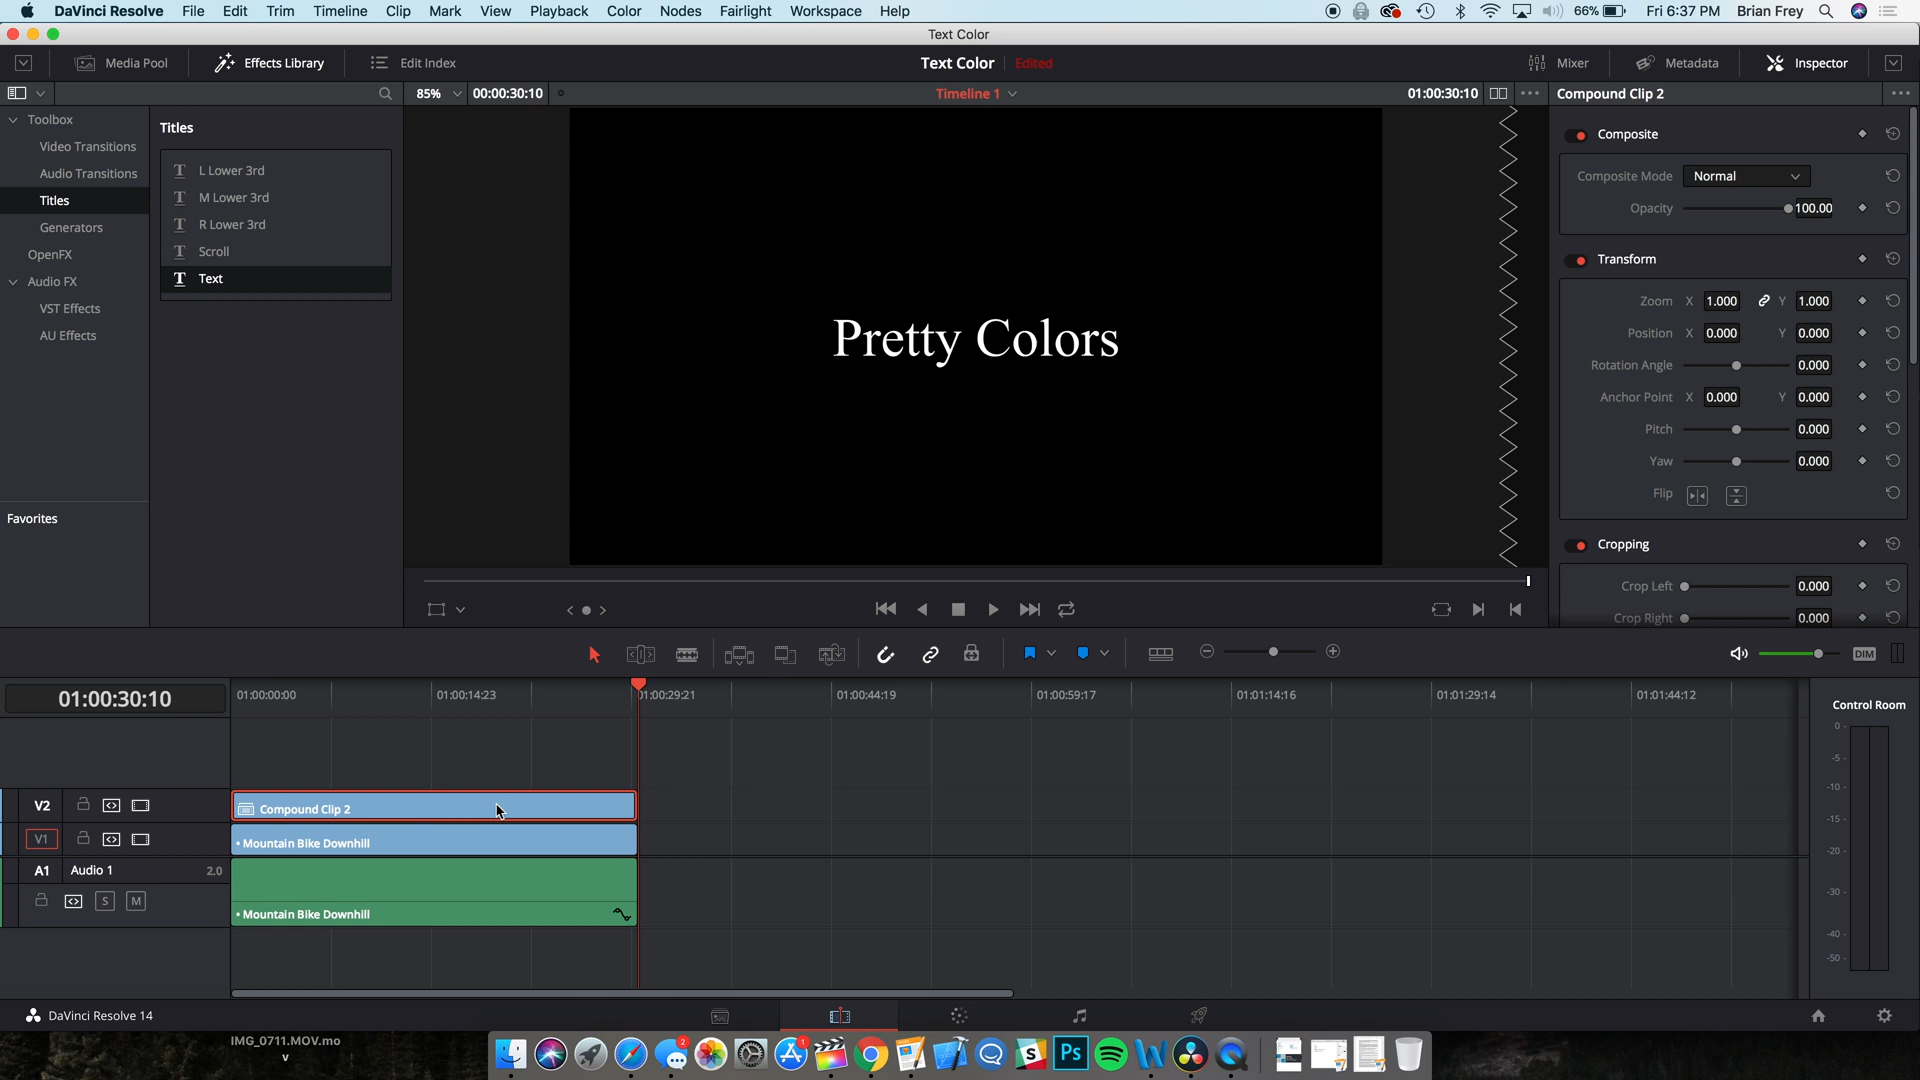 DaVinci Resolve File Edit Trim Timeline Clip Mark View Playback Color Nodes Fairlight Workspace Help 66% Fri 6:37 PM Brian Frey
Text Color
Media Pool Effects Library Edit Index Text Color Edited Mixer Metadata Inspector
85% 00:00:30:10 Timeline 1 01:00:30:10 Compound Clip 2
Toolbox
Video Transitions
Audio Transitions
Titles
Generators
OpenFX
Audio FX
VST Effects
AU Effects
Favorites
Titles
L Lower 3rd
M Lower 3rd
R Lower 3rd
Scroll
Text
Pretty Colors
Composite
Composite Mode Normal
Opacity 100.00
Transform
Zoom X 1.000 Y 1.000
Position X 0.000 Y 0.000
Rotation Angle 0.000
Anchor Point X 0.000 Y 0.000
Pitch 0.000
Yaw 0.000
Flip
Cropping
Crop Left 0.000
Crop Right 0.000
DIM
01:00:30:10 01:00:00:00 01:00:14:23 01:00:29:21 01:00:44:19 01:00:59:17 01:01:14:16 01:01:29:14 01:01:44:12
Control Room
0 -
-5 -
-10 -
-15 -
-20 -
-30 -
-40 -
-50 -
V2 Compound Clip 2
V1 • Mountain Bike Downhill
A1 Audio 1 2.0
S M
• Mountain Bike Downhill
DaVinci Resolve 14
IMG_0711.MOV.mo
v
2
1
Ps
S
W